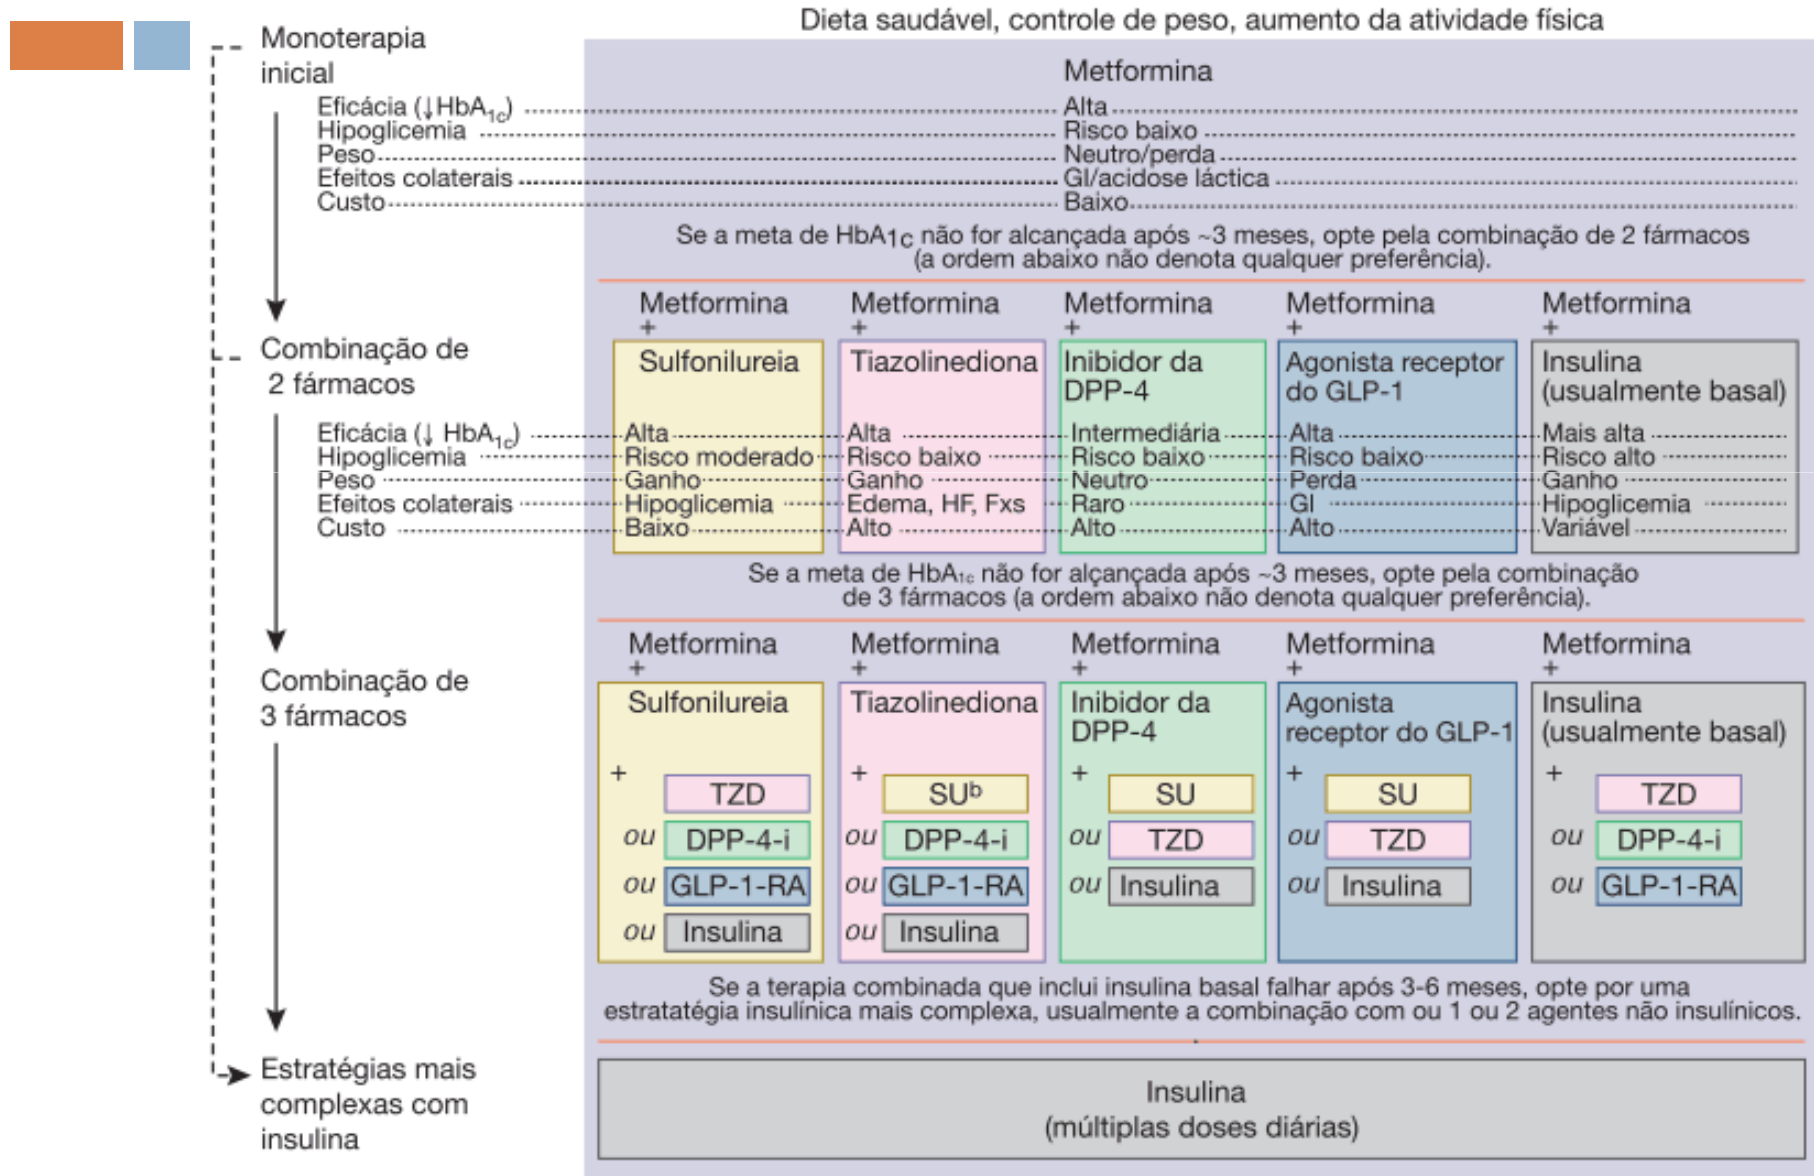 Dieta saudável, controle de peso, aumento da atividade física
Monoterapia
inicial
Metformina
Eficácia (↓HbA1c) Alta
Hipoglicemia Risco baixo
Peso Neutro/perda
Efeitos colaterais GI/acidose láctica
Custo Baixo
Se a meta de HbA1c não for alcançada após ~3 meses, opte pela combinação de 2 fármacos
(a ordem abaixo não denota qualquer preferência).
Combinação de
2 fármacos
Metformina Metformina Metformina Metformina Metformina
+ + + + +
Sulfonilureia Tiazolinediona Inibidor da Agonista receptor Insulina
DPP-4 do GLP-1 (usualmente basal)
Eficácia (↓ HbA1c) Alta Alta Intermediária Alta Mais alta
Hipoglicemia Risco moderado Risco baixo Risco baixo Risco baixo Risco alto
Peso Ganho Ganho Neutro Perda Ganho
Efeitos colaterais Hipoglicemia Edema, HF, Fxs Raro GI Hipoglicemia
Custo Baixo Alto Alto Alto Variável
Se a meta de HbA1c não for alçançada após ~3 meses, opte pela combinação
de 3 fármacos (a ordem abaixo não denota qualquer preferência).
Combinação de
3 fármacos
Metformina Metformina Metformina Metformina Metformina
+ + + + +
Sulfonilureia Tiazolinediona Inibidor da Agonista Insulina
DPP-4 receptor do GLP-1 (usualmente basal)
+ + + + +
TZD SUb SU SU TZD
ou DPP-4-i ou DPP-4-i ou TZD ou TZD ou DPP-4-i
ou GLP-1-RA ou GLP-1-RA ou Insulina ou Insulina ou GLP-1-RA
ou Insulina ou Insulina
Se a terapia combinada que inclui insulina basal falhar após 3-6 meses, opte por uma
estratatégia insulínica mais complexa, usualmente a combinação com ou 1 ou 2 agentes não insulínicos.
Estratégias mais
complexas com
insulina
Insulina
(múltiplas doses diárias)